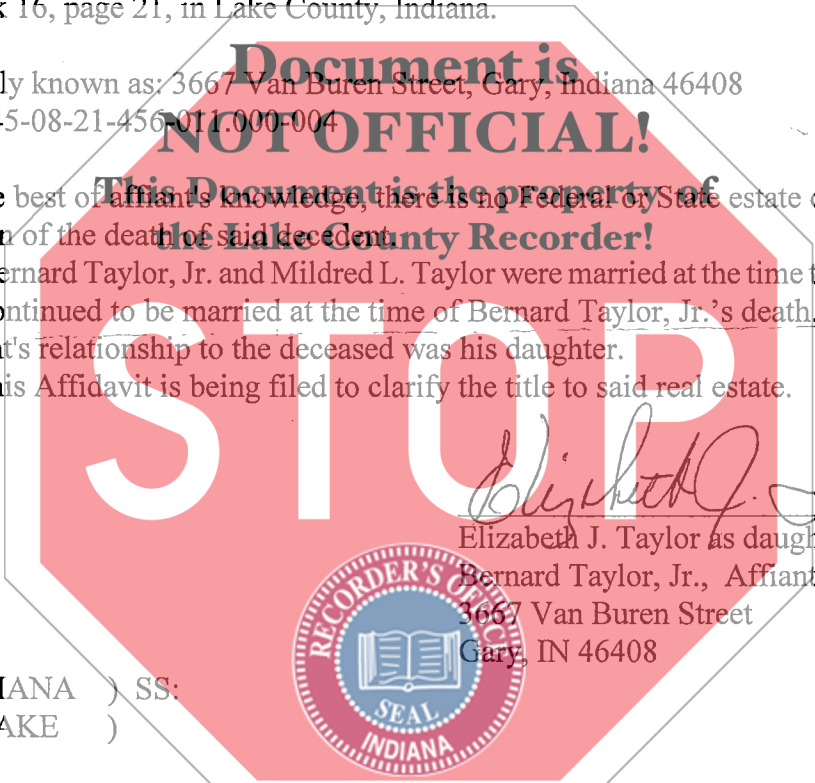 k 16, page 21, in Lake County, Indiana.
Document is
ly known as: 3667 Van Buren Street, Gary, Indiana 46408
-5-08-21-456-011.000-004
NOT OFFICIAL!
This Document is the property of
e best of affiant's knowledge, there is no Federal or State estate
n of the death of said decedent.
the Lake County Recorder!
ernard Taylor, Jr. and Mildred L. Taylor were married at the time t
ontinued to be married at the time of Bernard Taylor, Jr.'s death.
t's relationship to the deceased was his daughter.
is Affidavit is being filed to clarify the title to said real estate.
STOP
Elizabeth J.
Elizabeth J. Taylor as daugh
Bernard Taylor, Jr., Affiant
3667 Van Buren Street
Gary, IN 46408
RECORDER'S OFFICE
SEAL
INDIANA
IANA ) SS:
AKE )